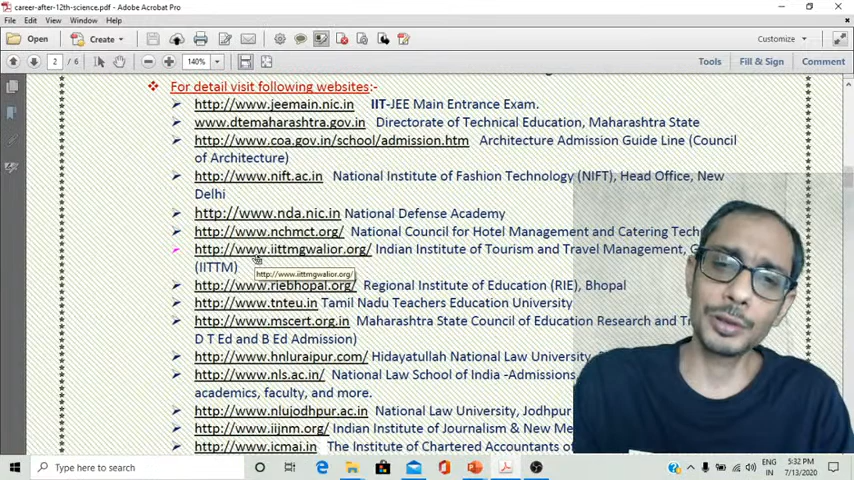 career-after-12th-science.pdf - Adobe Acrobat Pro
File Edit View Window Help
Open Create Customize
2 / 6 140% Tools Fill & Sign Comment
For detail visit following websites:-
http://www.jeemain.nic.in IIT-JEE Main Entrance Exam.
www.dtemaharashtra.gov.in Directorate of Technical Education, Maharashtra State
http://www.coa.gov.in/school/admission.htm Architecture Admission Guide Line (Council
of Architecture)
http://www.nift.ac.in National Institute of Fashion Technology (NIFT), Head Office, New
Delhi
http://www.nda.nic.in National Defense Academy
http://www.nchmct.org/ National Council for Hotel Management and Catering
http://www.iittmgwalior.org/ Indian Institute of Tourism and Travel Management,
(IITTM)
http://www.iittmgwalior.org/
http://www.riebhopal.org/ Regional Institute of Education (RIE), Bhopal
http://www.tnteu.in Tamil Nadu Teachers Education University
http://www.mscert.org.in Maharashtra State Council of Education Research and
D T Ed and B Ed Admission)
http://www.hnluraipur.com/ Hidayatullah National Law University,
http://www.nls.ac.in/ National Law School of India -Admissions,
academics, faculty, and more.
http://www.nlujodhpur.ac.in National Law University, Jodhpur
http://www.iijnm.org/ Indian Institute of Journalism & New
http://www.icmai.in The Institute of Chartered Accountants of
Type here to search
ENG
IN
5:32 PM
7/13/2020